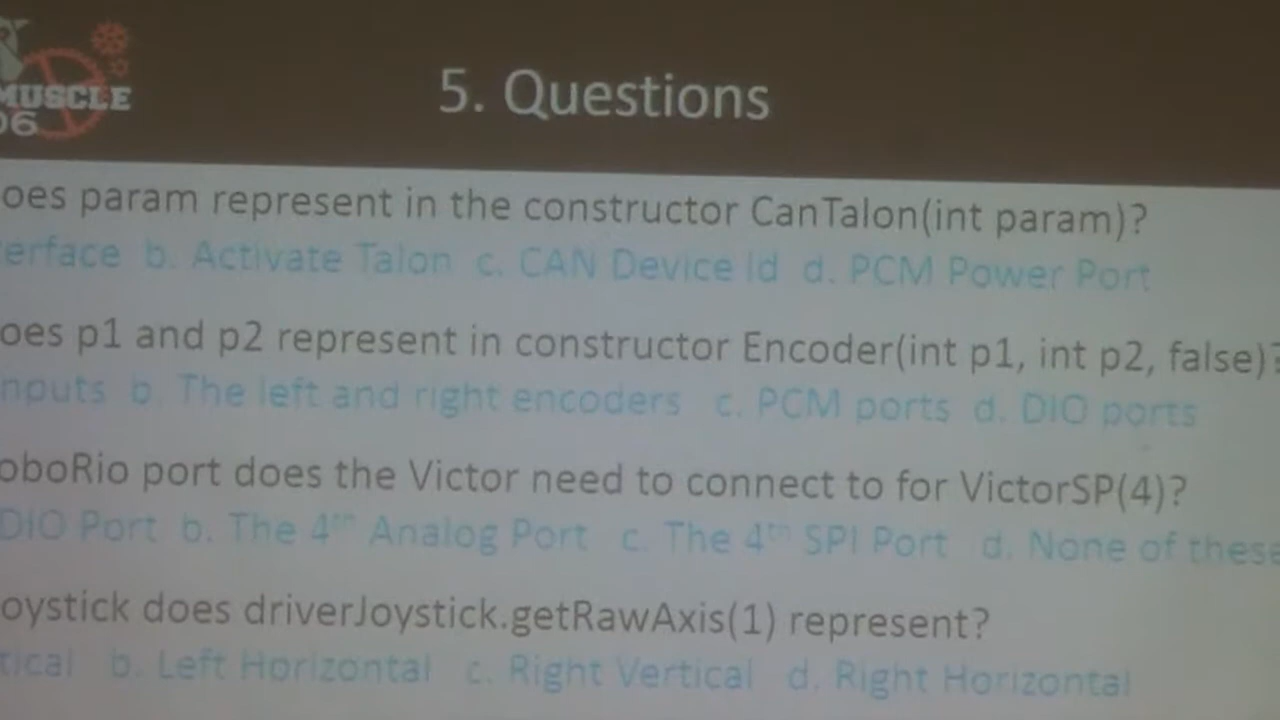 MUSCLE
06
5. Questions
oes param represent in the constructor CanTalon(int param)?
erface b. Activate Talon c. CAN Device Id d. PCM Power Port
oes p1 and p2 represent in constructor Encoder(int p1, int p2, false)?
nputs b. The left and right encoders c. PCM ports d. DIO ports
oboRio port does the Victor need to connect to for VictorSP(4)?
DIO Port b. The 4th Analog Port c. The 4th SPI Port d. None of these
oystick does driverJoystick.getRawAxis(1) represent?
tical b. Left Horizontal c. Right Vertical d. Right Horizontal